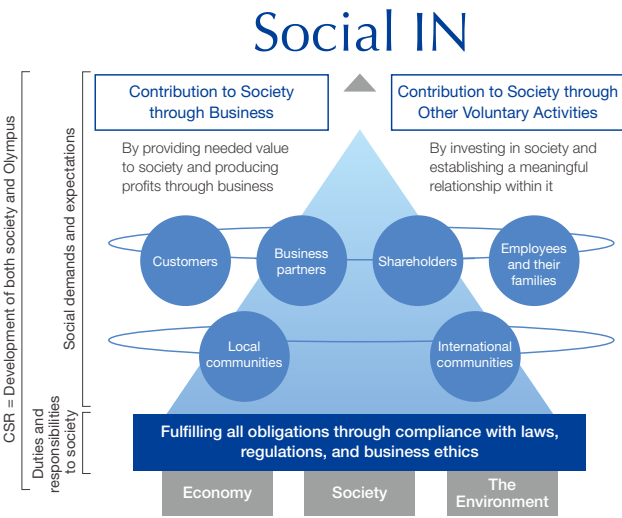 Social IN
Contribution to Society
through Business
Contribution to Society through
Other Voluntary Activities
By providing needed value
to society and producing
profits through business
By investing in society and
establishing a meaningful
relationship within it
CSR = Development of both society and Olympus
Social demands and expectations
Customers
Business
partners
Shareholders
Employees
and their
families
Local
communities
International
communities
Duties and
responsibilities
to society
Fulfilling all obligations through compliance with laws,
regulations, and business ethics
Economy
Society
The
Environment